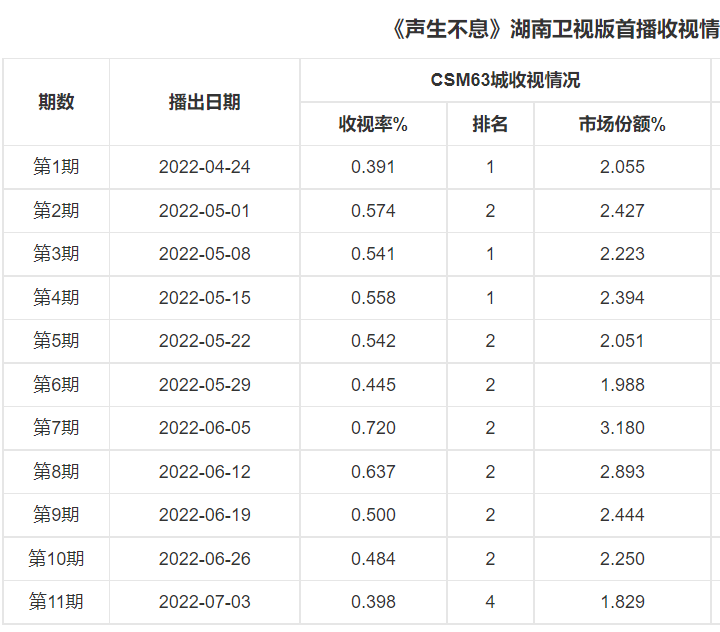 《声生不息》湖南卫视版首播收视情
期数 播出日期 CSM63城收视情况
收视率% 排名 市场份额%
第1期 2022-04-24 0.391 1 2.055
第2期 2022-05-01 0.574 2 2.427
第3期 2022-05-08 0.541 1 2.223
第4期 2022-05-15 0.558 1 2.394
第5期 2022-05-22 0.542 2 2.051
第6期 2022-05-29 0.445 2 1.988
第7期 2022-06-05 0.720 2 3.180
第8期 2022-06-12 0.637 2 2.893
第9期 2022-06-19 0.500 2 2.444
第10期 2022-06-26 0.484 2 2.250
第11期 2022-07-03 0.398 4 1.829